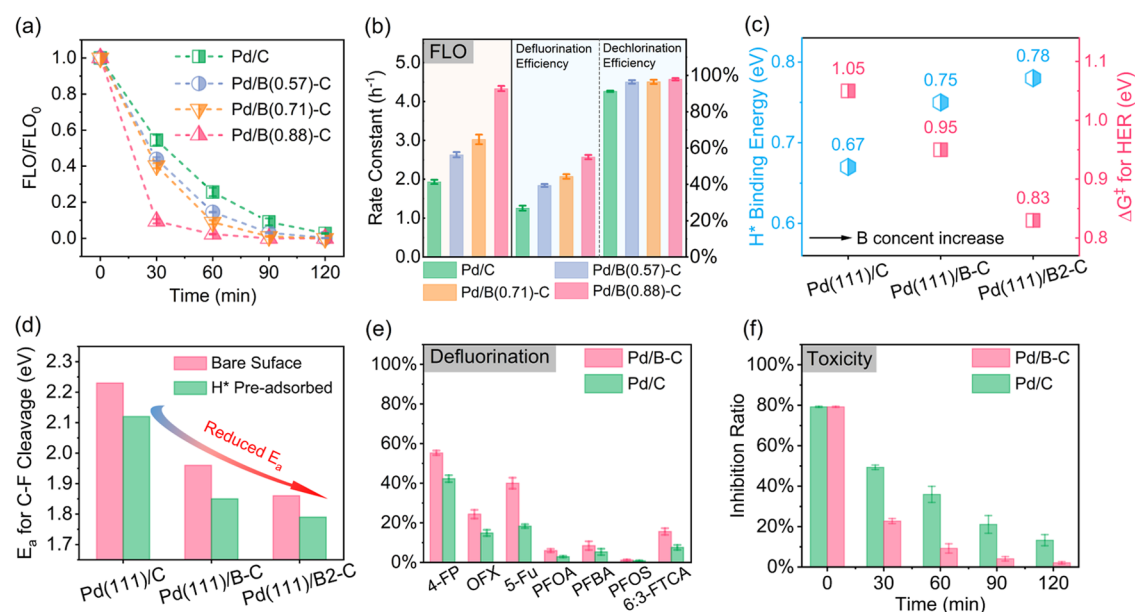 (a)
FLO/FLO0
1.0
0.8
0.6
0.4
0.2
0.0
0
30
60
90
120
Time (min)
Pd/C
Pd/B(0.57)-C
Pd/B(0.71)-C
Pd/B(0.88)-C
(b)
FLO
Defluorination
Efficiency
Dechlorination
Efficiency
Rate Constant (h⁻¹)
5.0
4.0
3.0
2.0
1.0
0.0
100%
80%
60%
40%
20%
0%
Pd/C
Pd/B(0.57)-C
Pd/B(0.71)-C
Pd/B(0.88)-C
(c)
H* Binding Energy (eV)
0.8
0.7
0.6
1.05
0.67
0.75
0.95
0.78
0.83
B concent increase
ΔG‡ for HER (eV)
1.1
1.0
0.9
0.8
Pd(111)/C
Pd(111)/B-C
Pd(111)/B2-C
(d)
Ea for C-F Cleavage (eV)
2.3
2.2
2.1
2.0
1.9
1.8
1.7
Bare Suface
H* Pre-adsorbed
Reduced Ea
Pd(111)/C
Pd(111)/B-C
Pd(111)/B2-C
(e)
Defluorination
Pd/B-C
Pd/C
100%
80%
60%
40%
20%
0%
4-FP
OFX
5-Fu
PFOA
PFBA
PFOS
6:3-FTCA
(f)
Toxicity
Pd/B-C
Pd/C
Inhibition Ratio
100%
80%
60%
40%
20%
0%
0
30
60
90
120
Time (min)